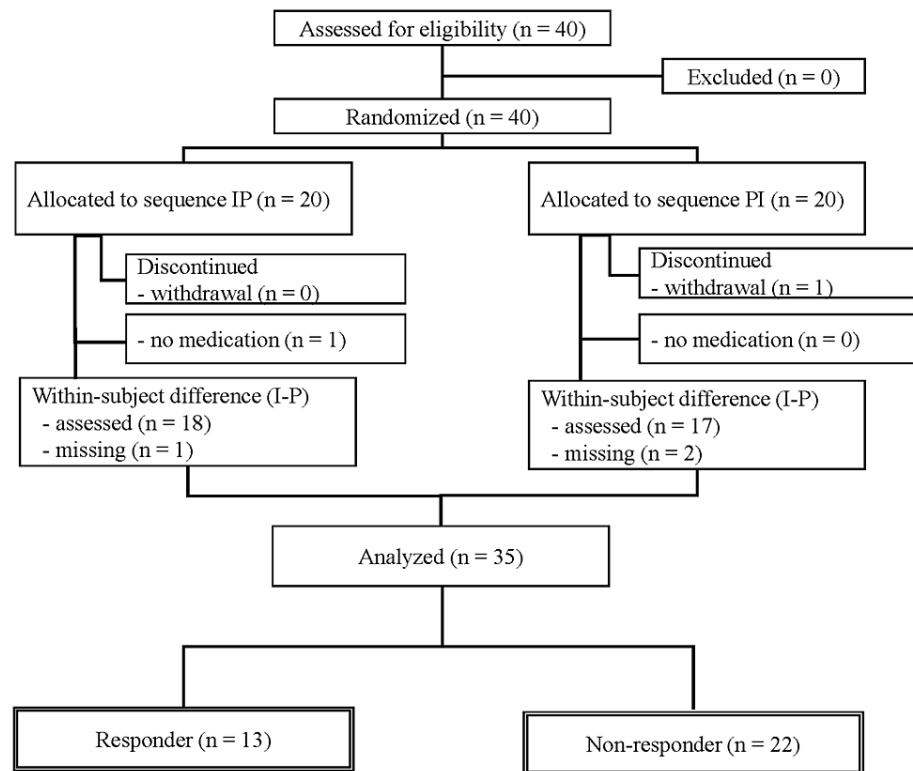 Assessed for eligibility (n = 40)
Excluded (n = 0)
Randomized (n = 40)
Allocated to sequence IP (n = 20)
Discontinued
- withdrawal (n = 0)
- no medication (n = 1)
Within-subject difference (I-P)
- assessed (n = 18)
- missing (n = 1)
Allocated to sequence PI (n = 20)
Discontinued
- withdrawal (n = 1)
- no medication (n = 0)
Within-subject difference (I-P)
- assessed (n = 17)
- missing (n = 2)
Analyzed (n = 35)
Responder (n = 13)
Non-responder (n = 22)